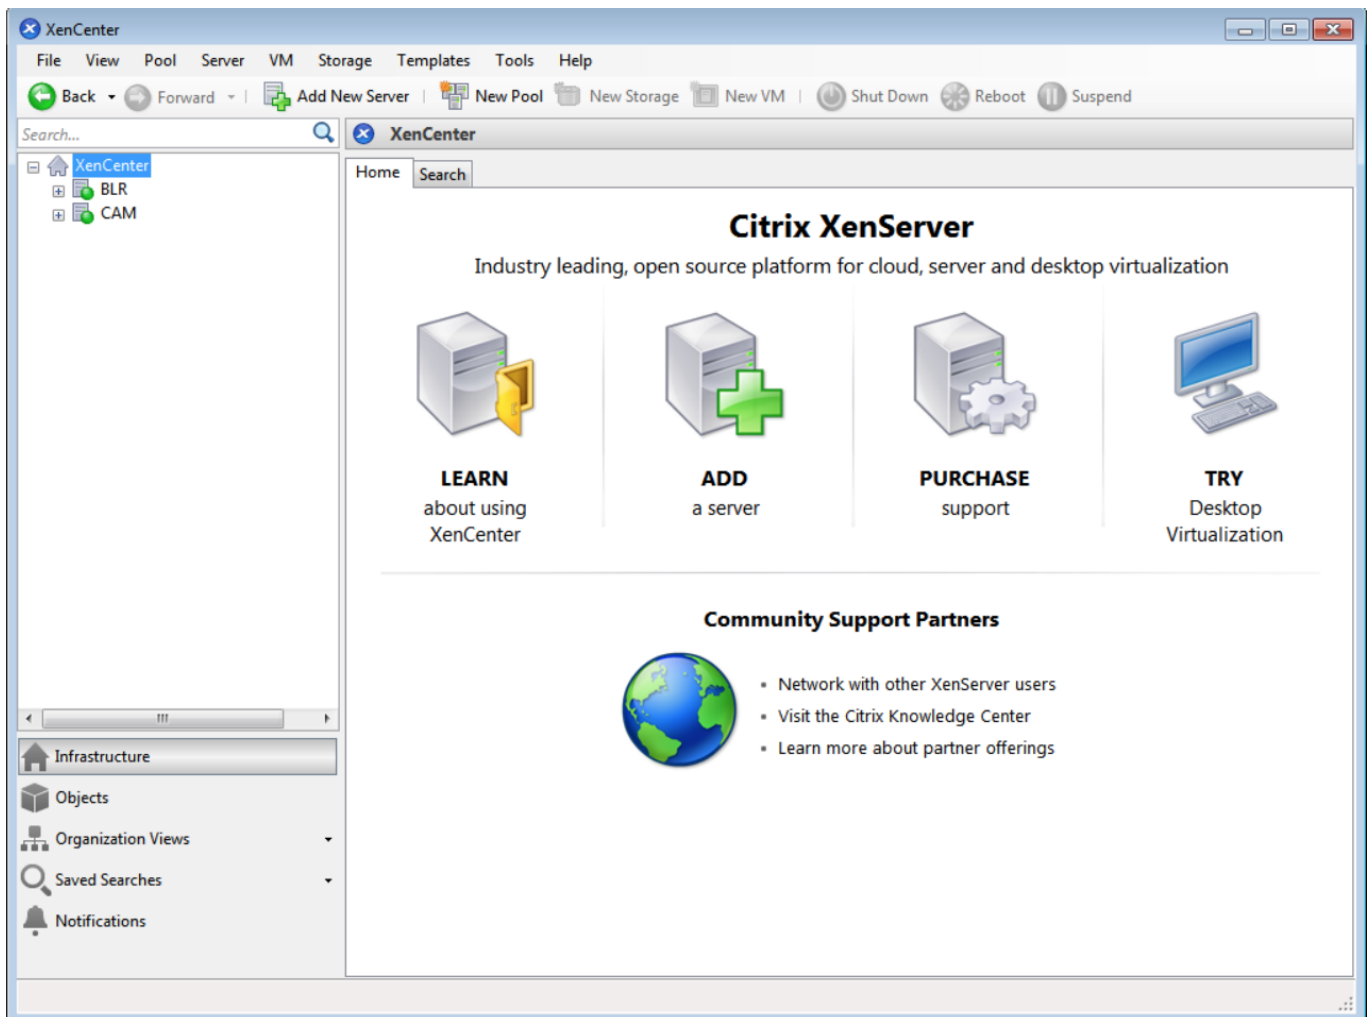 XenCenter
File View Pool Server VM Storage Templates Tools Help
Back Forward Add New Server New Pool New Storage New VM Shut Down Reboot Suspend
Search...
XenCenter
BLR
CAM
Infrastructure
Objects
Organization Views
Saved Searches
Notifications
XenCenter
Home Search
Citrix XenServer
Industry leading, open source platform for cloud, server and desktop virtualization
LEARN
about using
XenCenter
ADD
a server
PURCHASE
support
TRY
Desktop
Virtualization
Community Support Partners
Network with other XenServer users
Visit the Citrix Knowledge Center
Learn more about partner offerings